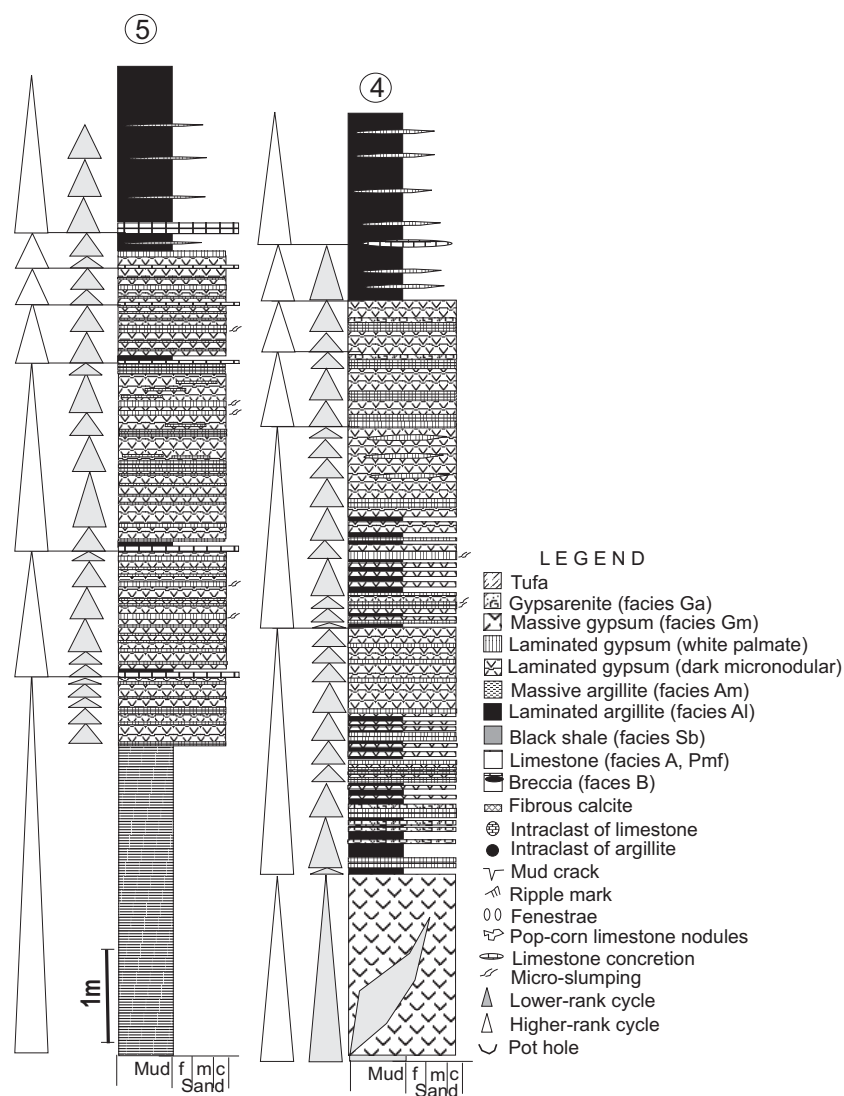 5
4
1m
Mud f m c
Sand
Mud f m c
Sand
LEGEND
Tufa
Gypsarenite (facies Ga)
Massive gypsum (facies Gm)
Laminated gypsum (white palmate)
Laminated gypsum (dark micronodular)
Massive argillite (facies Am)
Laminated argillite (facies Al)
Black shale (facies Sb)
Limestone (facies A, Pmf)
Breccia (faces B)
Fibrous calcite
Intraclast of limestone
Intraclast of argillite
Mud crack
Ripple mark
Fenestrae
Pop-corn limestone nodules
Limestone concretion
Micro-slumping
Lower-rank cycle
Higher-rank cycle
Pot hole